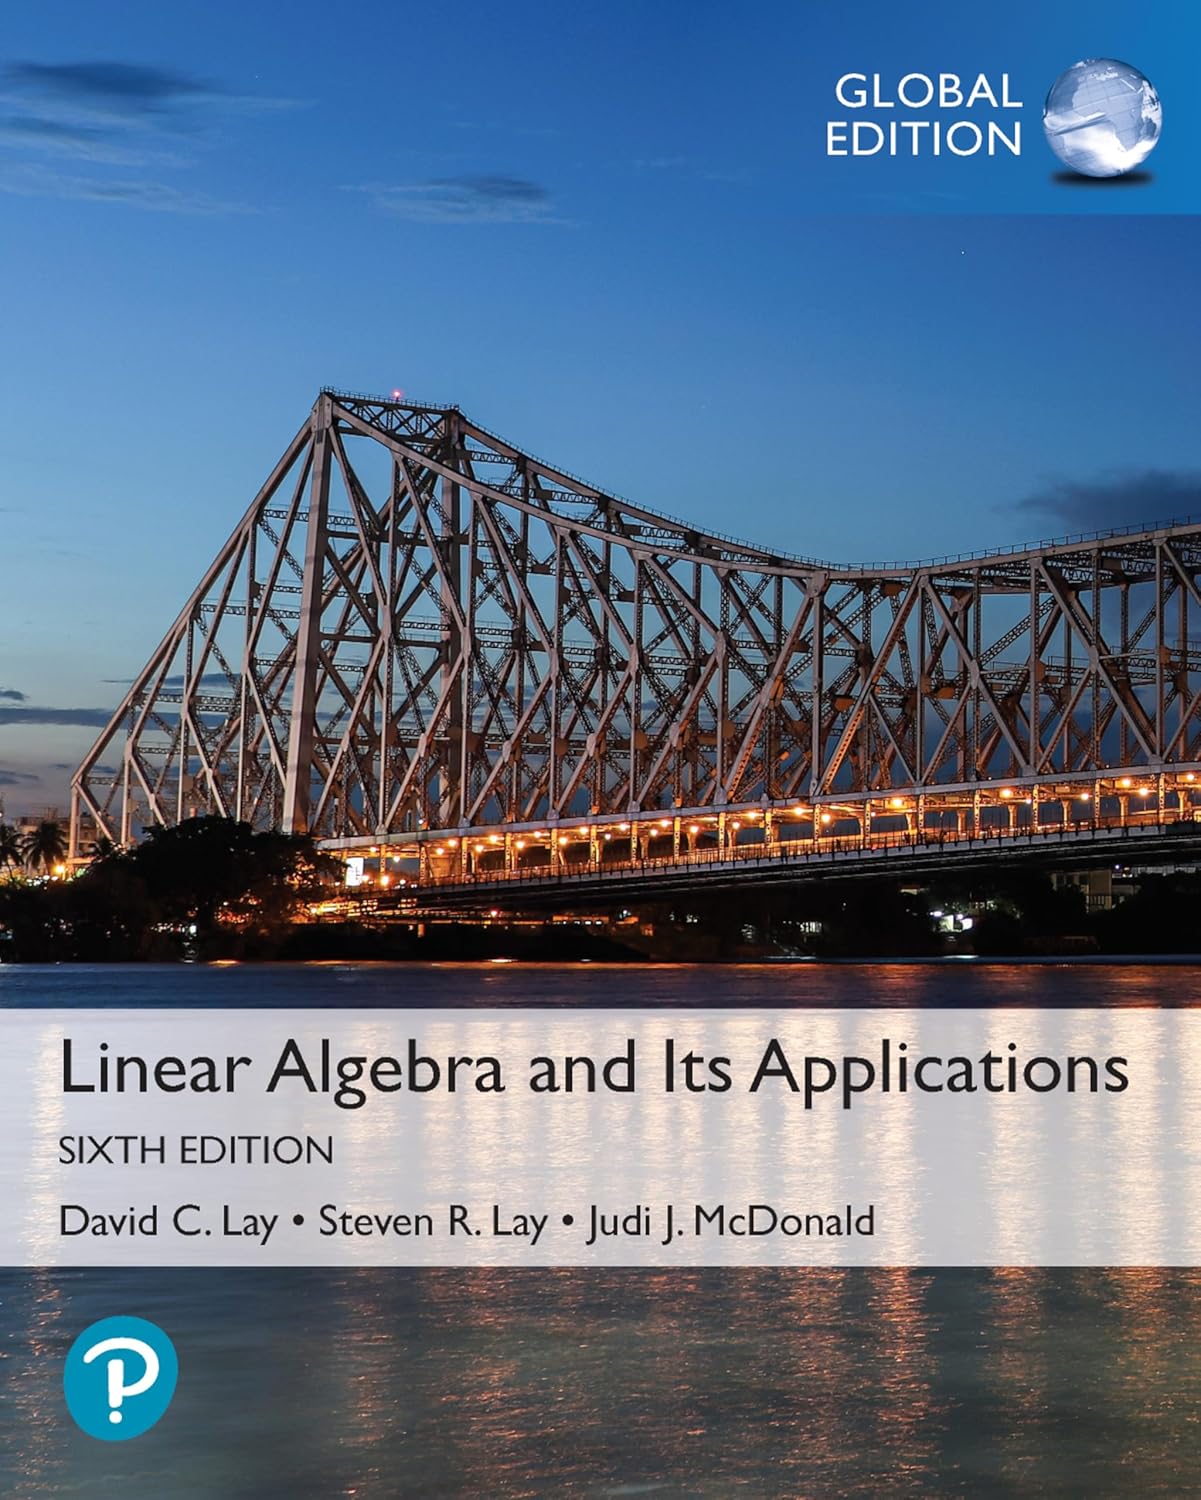 GLOBAL
EDITION
Linear Algebra and Its Applications
SIXTH EDITION
David C. Lay • Steven R. Lay • Judi J. McDonald
P